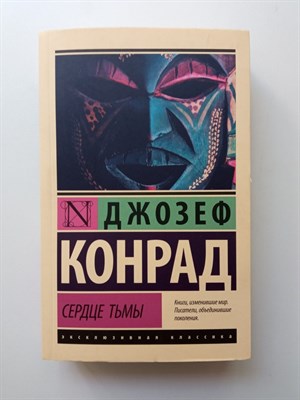 N ДЖОЗЕФ
КОНРАД
СЕРДЦЕ ТЬМЫ
Книги, изменившие мир.
Писатели, объединившие
поколения.
ЭКСКЛЮЗИВНАЯ КЛАССИКА